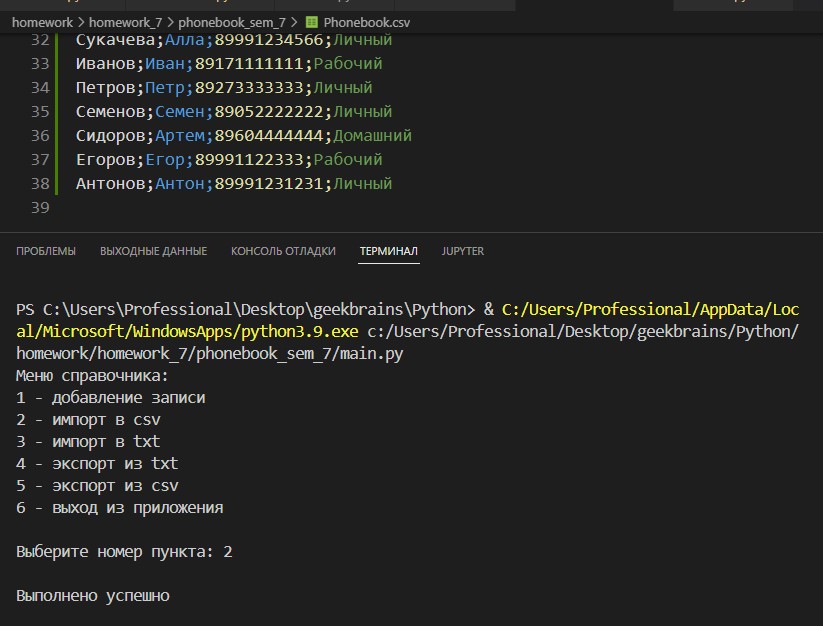 homework > homework_7 > phonebook_sem_7 > Phonebook.csv
32 Сукачева;Алла;89991234566;Личный
33 Иванов;Иван;89171111111;Рабочий
34 Петров;Петр;89273333333;Личный
35 Семенов;Семен;89052222222;Личный
36 Сидоров;Артем;89604444444;Домашний
37 Егоров;Егор;89991122333;Рабочий
38 Антонов;Антон;89991231231;Личный
39
ПРОБЛЕМЫ ВЫХОДНЫЕ ДАННЫЕ КОНСОЛЬ ОТЛАДКИ ТЕРМИНАЛ JUPYTER
PS C:\Users\Professional\Desktop\geekbrains\Python> & C:/Users/Professional/AppData/Loc
al/Microsoft/WindowsApps/python3.9.exe c:/Users/Professional/Desktop/geekbrains/Python/
homework/homework_7/phonebook_sem_7/main.py
Меню справочника:
1 - добавление записи
2 - импорт в csv
3 - импорт в txt
4 - экспорт из txt
5 - экспорт из csv
6 - выход из приложения
Выберите номер пункта: 2
Выполнено успешно